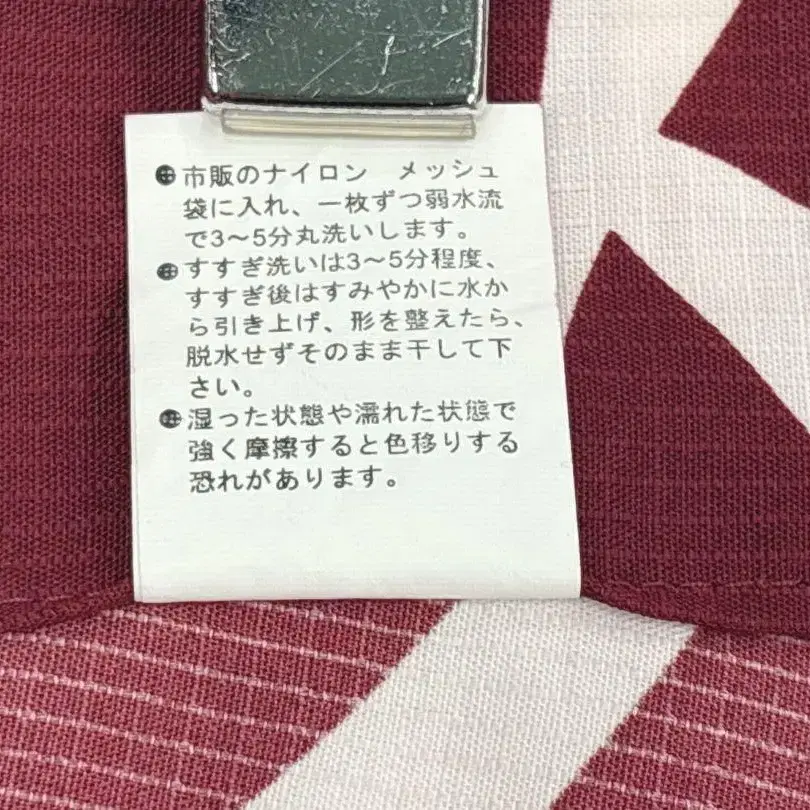 市販のナイロン　メッシュ
袋に入れ、一枚ずつ弱水流
で3〜5分丸洗いします。
すすぎ洗いは3〜5分程度、
すすぎ後はすみやかに水か
ら引き上げ、形を整えたら、
脱水せずそのまま干して下
さい。
湿った状態や濡れた状態で
強く摩擦すると色移りする
恐れがあります。